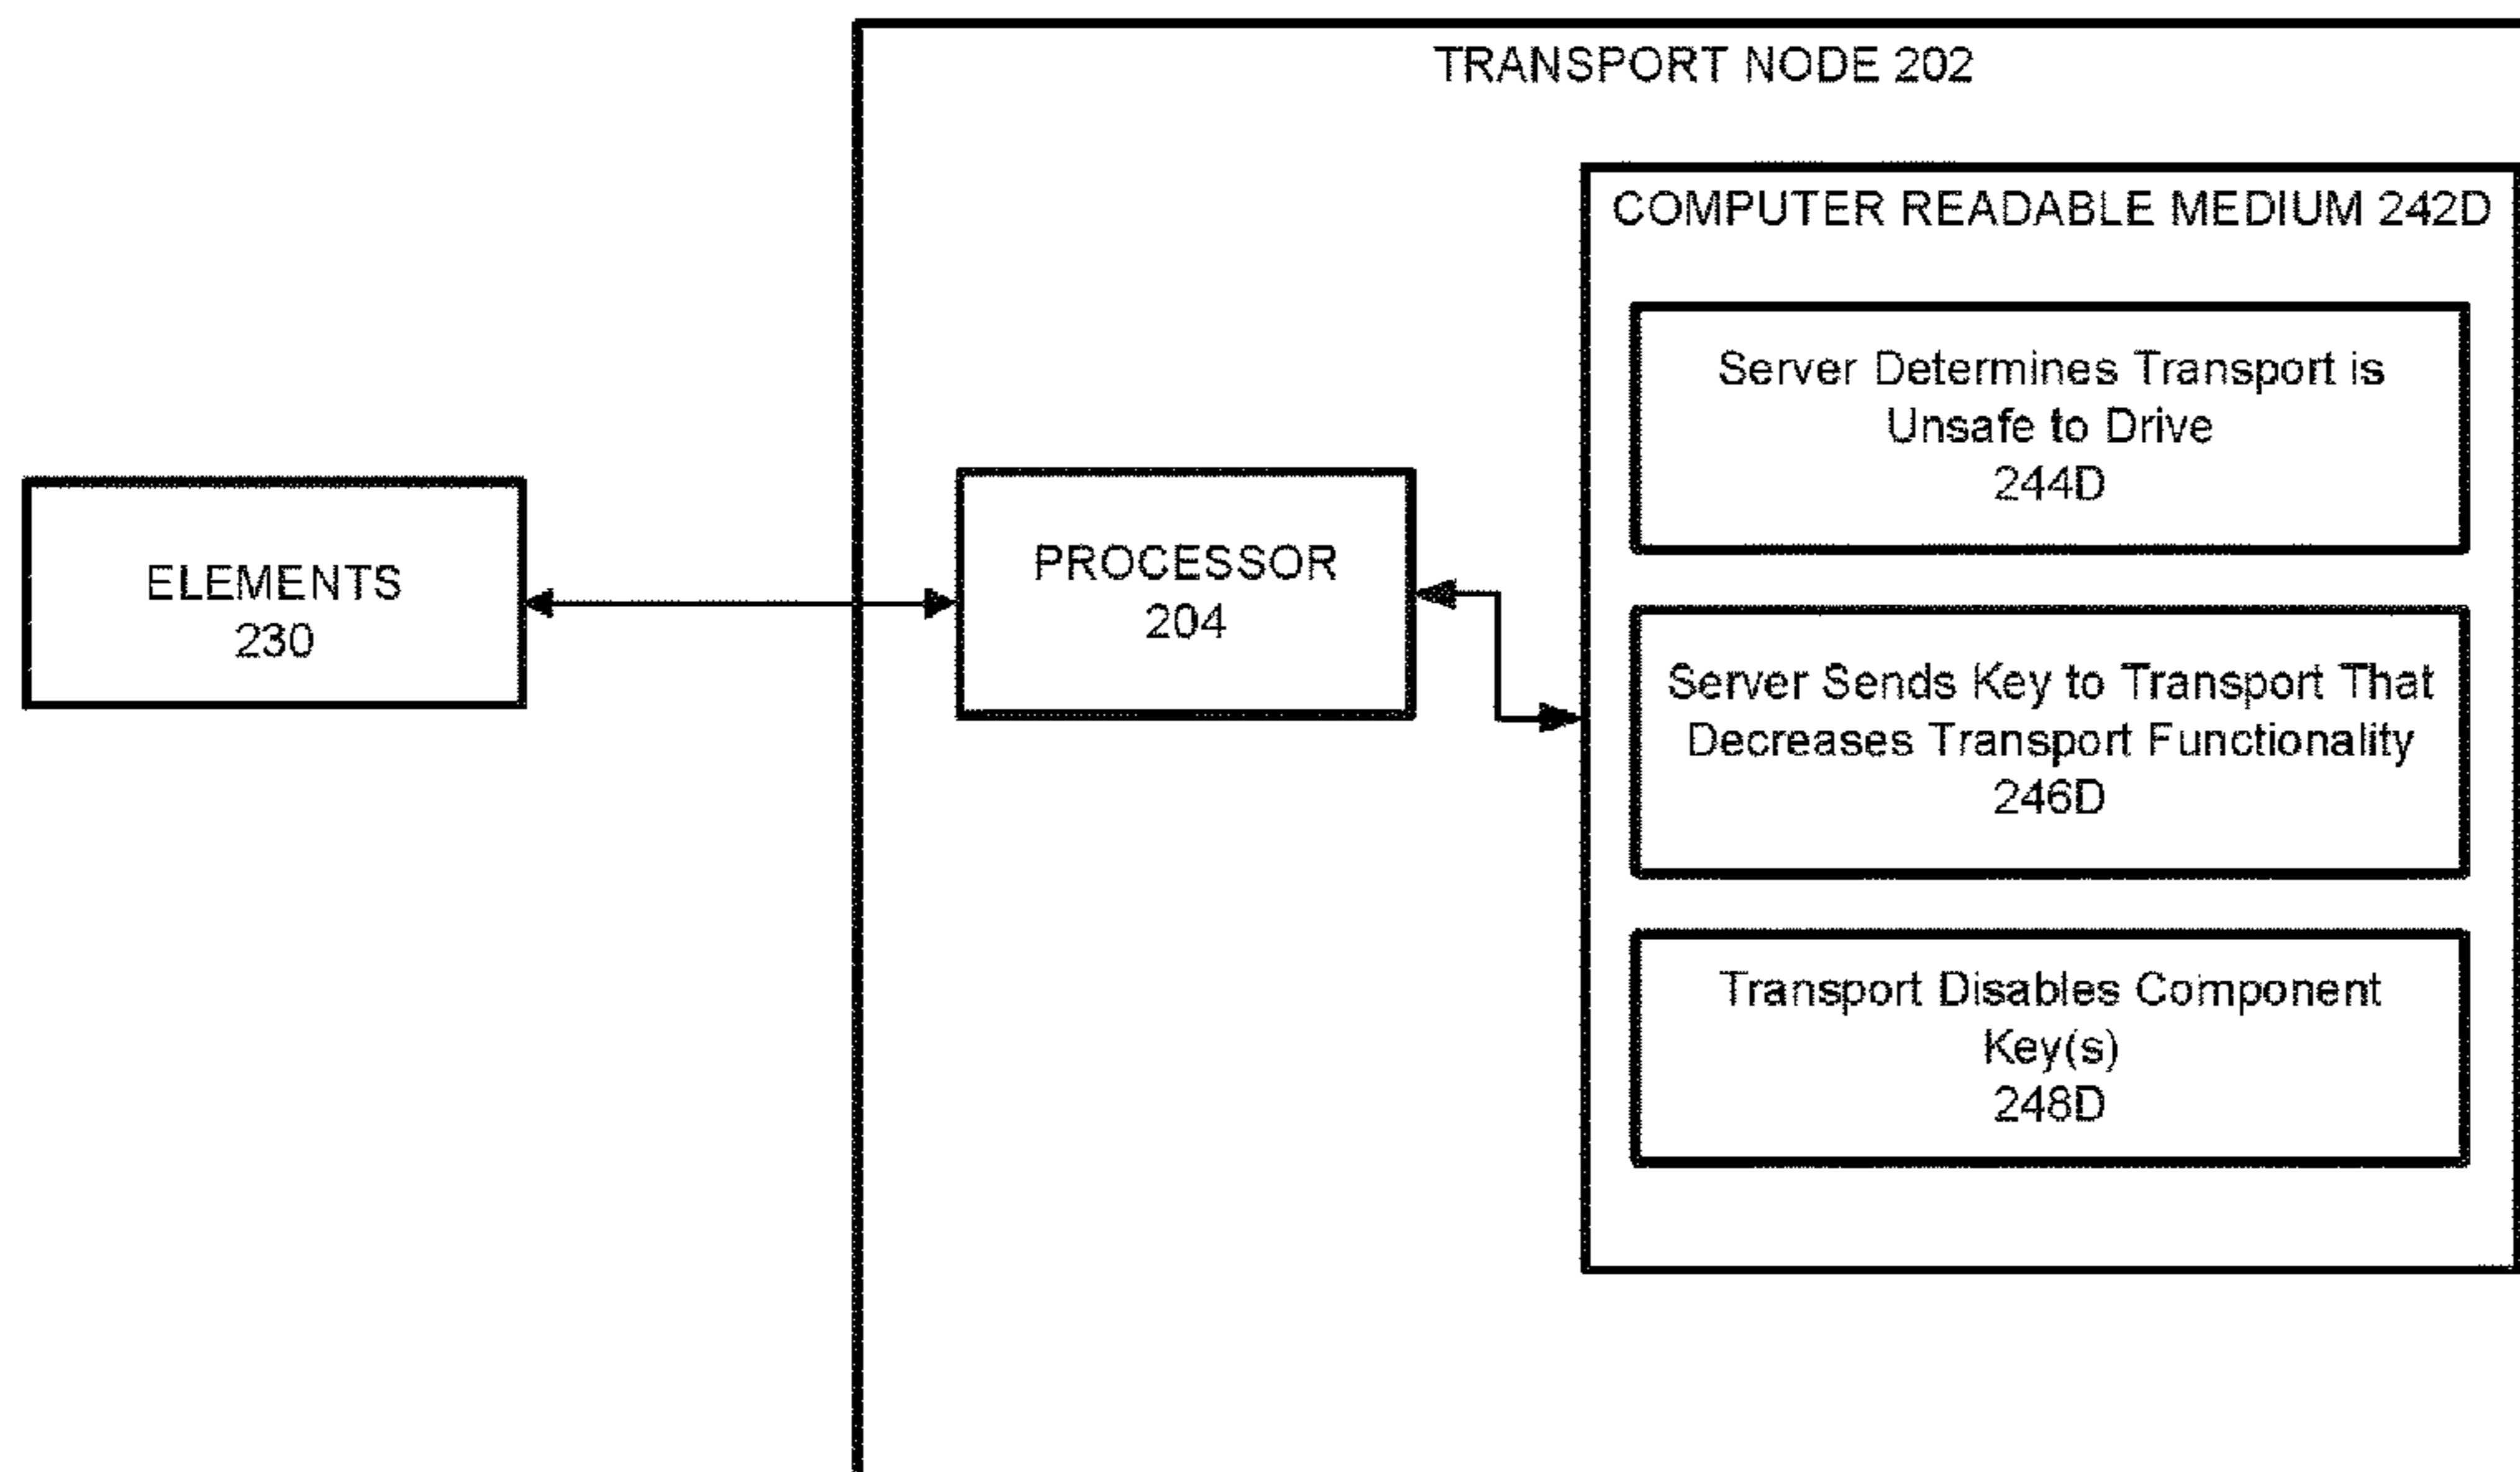 TRANSPORT NODE 202
COMPUTER READABLE MEDIUM 242D
Server Determines Transport is
Unsafe to Drive
244D
ELEMENTS
230
PROCESSOR
204
Server Sends Key to Transport That
Decreases Transport Functionality
246D
Transport Disables Component
Key(s)
248D